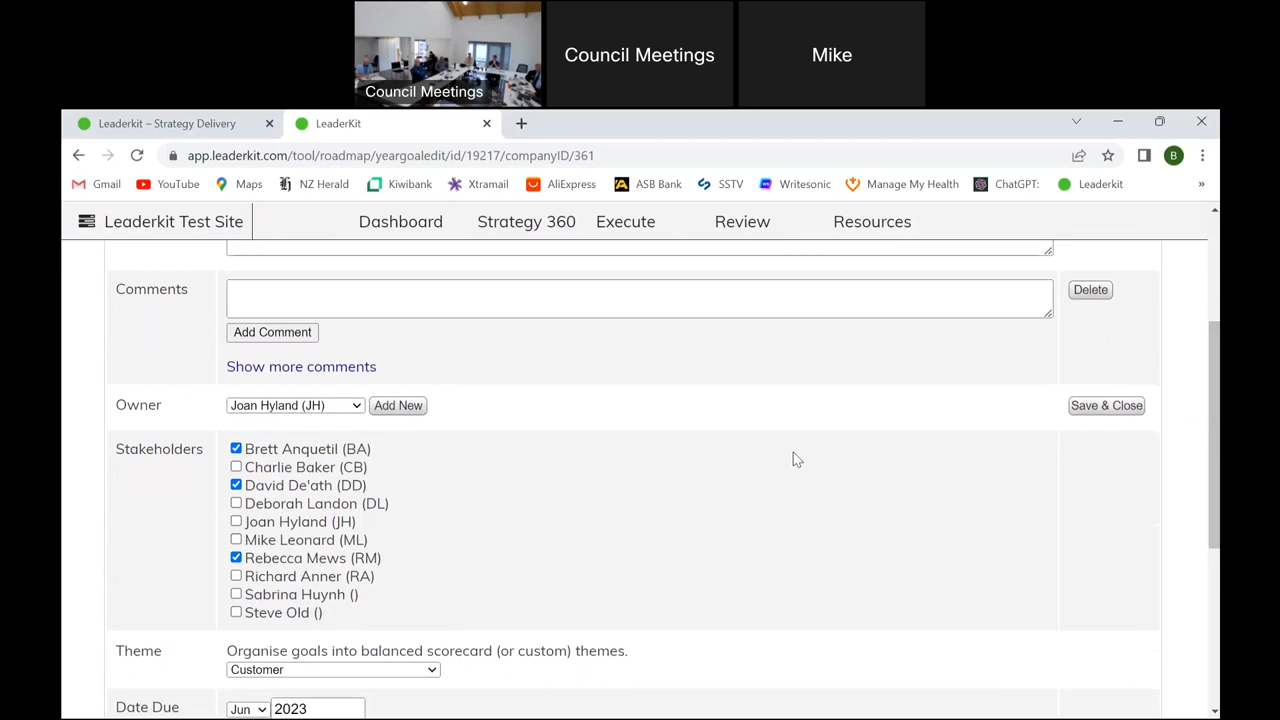 Council Meetings
Council Meetings
Mike
Leaderkit – Strategy Delivery
LeaderKit
app.leaderkit.com/tool/roadmap/yeargoaledit/id/19217/companyID/361
B
Gmail YouTube Maps NZ Herald Kiwibank Xtramail AliExpress ASB Bank SSTV Writesonic Manage My Health ChatGPT: Leaderkit »
Leaderkit Test Site Dashboard Strategy 360 Execute Review Resources
Comments
Delete
Add Comment
Show more comments
Owner
Joan Hyland (JH) Add New
Save & Close
Stakeholders
Brett Anquetil (BA)
Charlie Baker (CB)
David De'ath (DD)
Deborah Landon (DL)
Joan Hyland (JH)
Mike Leonard (ML)
Rebecca Mews (RM)
Richard Anner (RA)
Sabrina Huynh ()
Steve Old ()
Theme
Organise goals into balanced scorecard (or custom) themes.
Customer
Date Due
Jun 2023